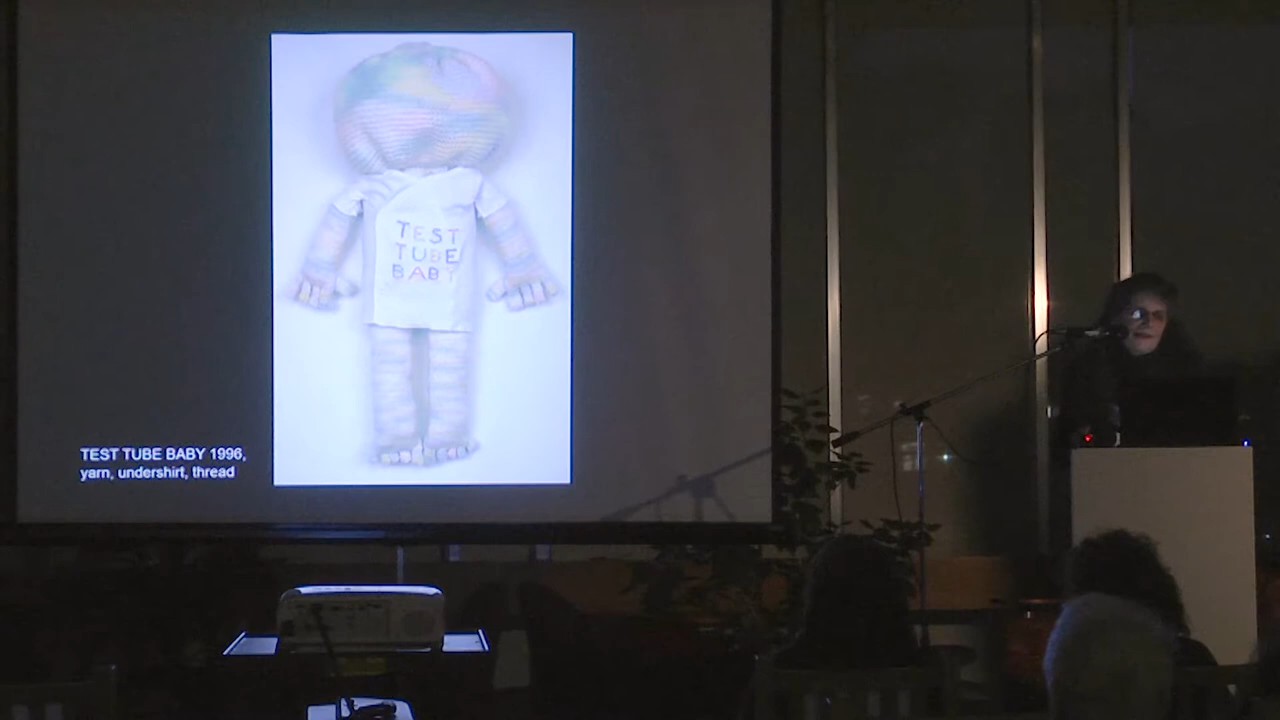 TEST
TUBE
BABY
TEST TUBE BABY 1996,
yarn, undershirt, thread